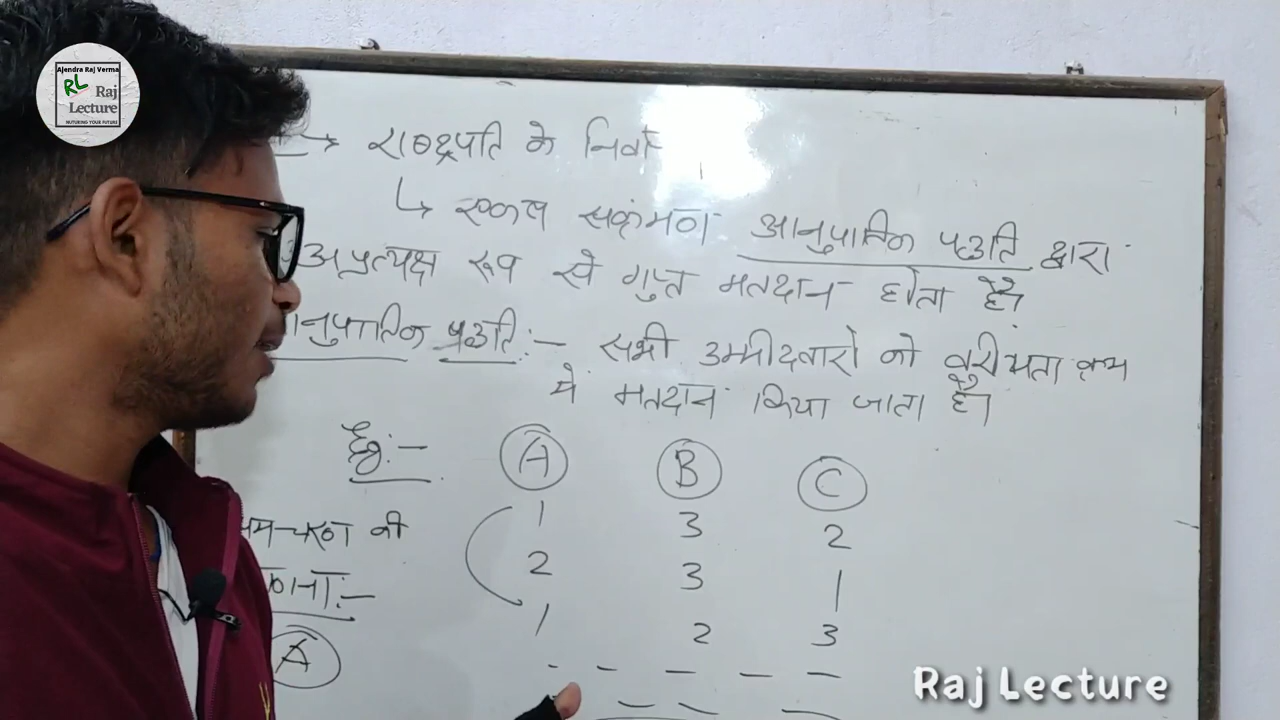 Ajendra Raj Verma
RL Raj
Lecture
NUTURING YOUR FUTURE
→ राष्ट्रपति के निर्वा
↳ एकल संक्रमण आनुपातिक पद्धति द्वारा
अप्रत्यक्ष रूप से गुप्त मतदान होता है।
ानुपातिक पद्धति:- सभी उम्मीदवारो को वरीयता क्रम
मे मतदान किया जाता है।
Eg:- A B C
1 3 2
चरण की 2 3 1
1 2 3
A
Raj Lecture